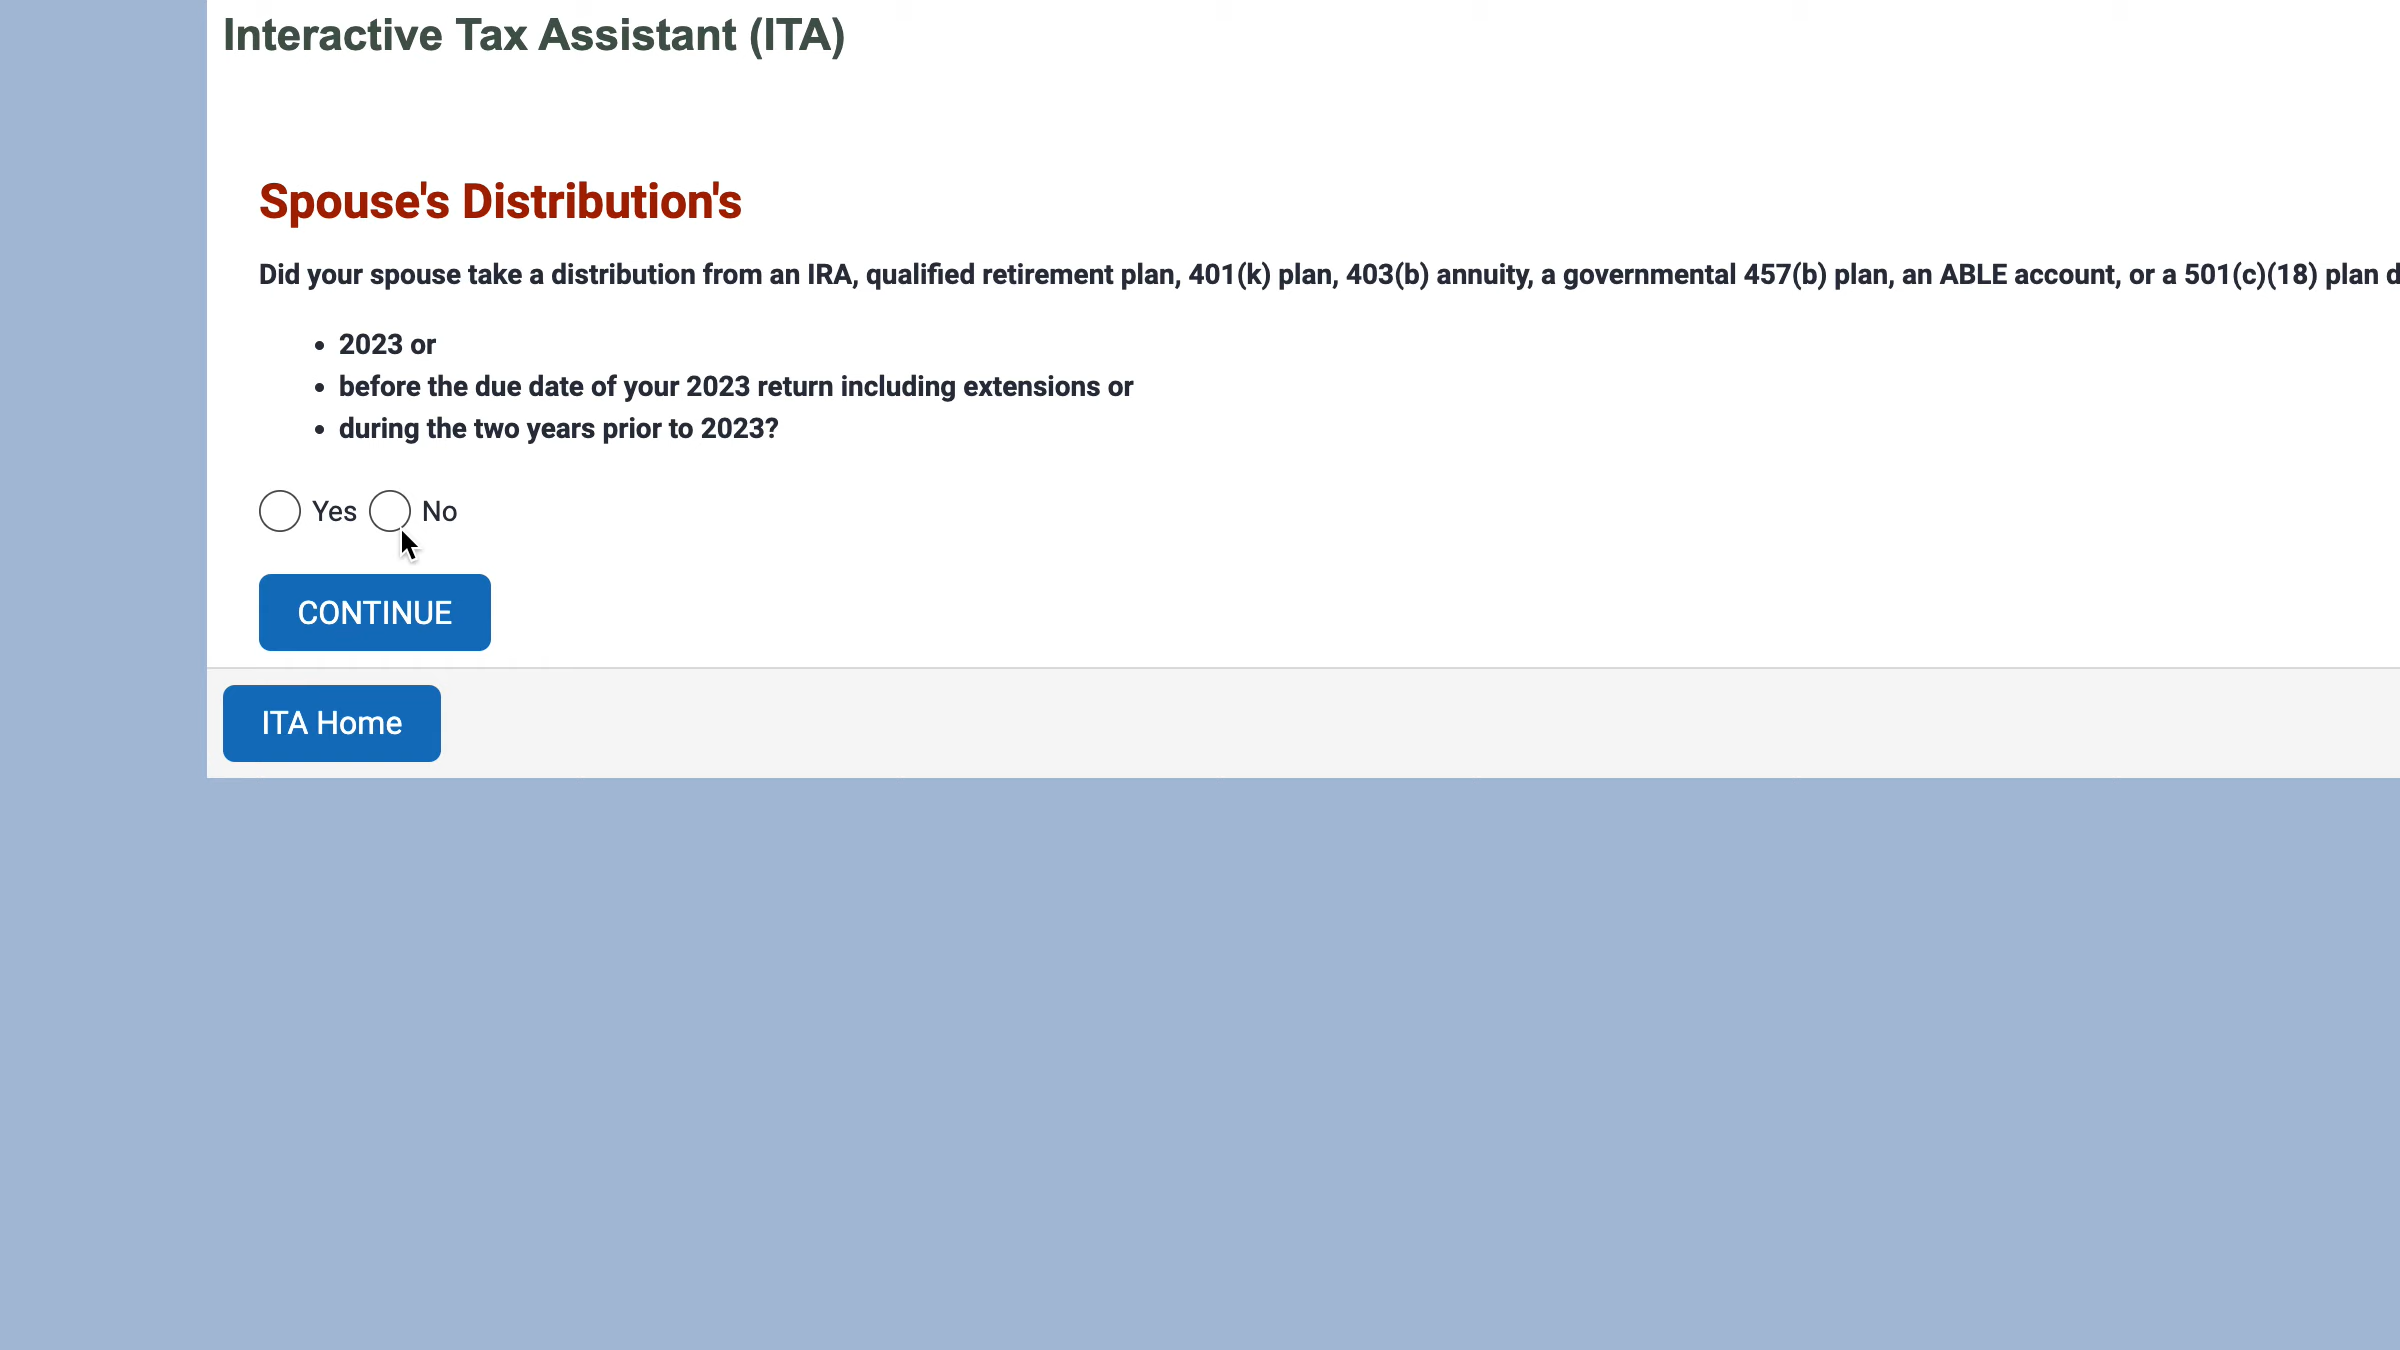 Interactive Tax Assistant (ITA)
Spouse's Distribution's
Did your spouse take a distribution from an IRA, qualified retirement plan, 401(k) plan, 403(b) annuity, a governmental 457(b) plan, an ABLE account, or a 501(c)(18) plan
2023 or
before the due date of your 2023 return including extensions or
during the two years prior to 2023?
Yes No
CONTINUE
ITA Home